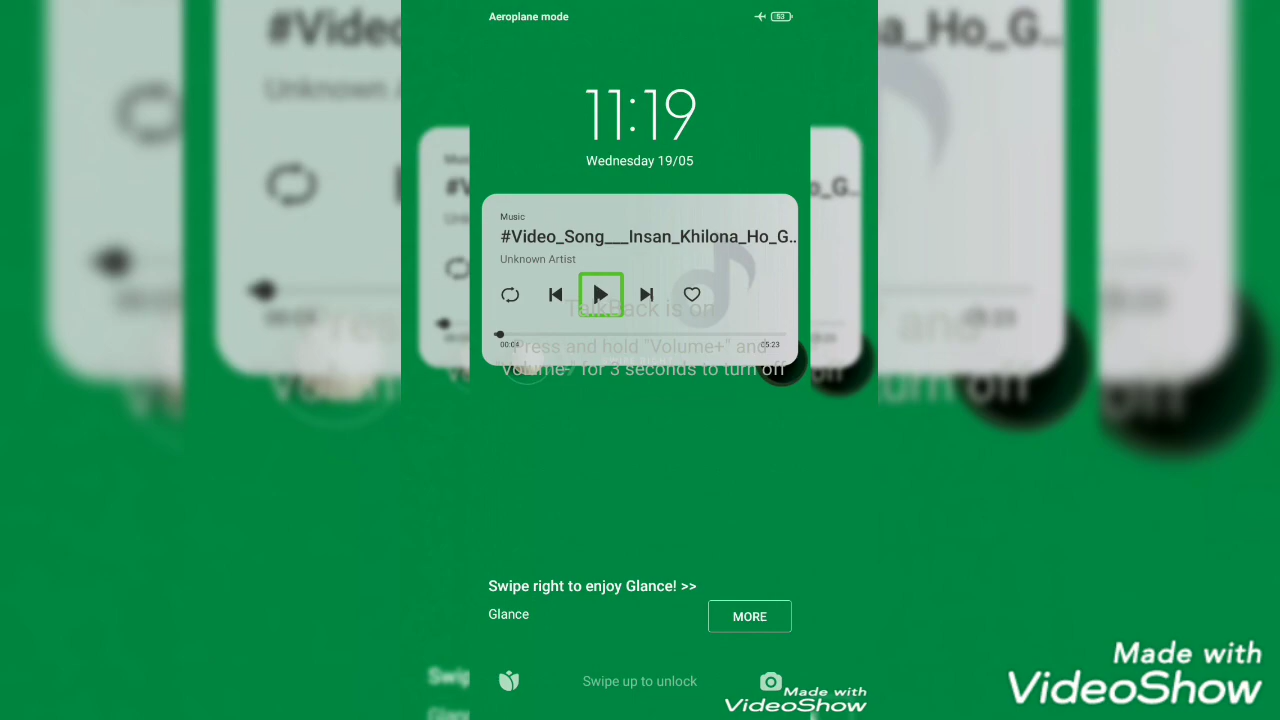 Aeroplane mode
53
11:19
Wednesday 19/05
Music
#Video_Song___Insan_Khilona_Ho_G..
Unknown Artist
TalkBack is on
00:04
05:23
Press and hold "Volume+" and
for 3 seconds to turn off
Swipe right to enjoy Glance! >>
Glance
MORE
Swipe up to unlock
Made with
VideoShow
Made with
VideoShow